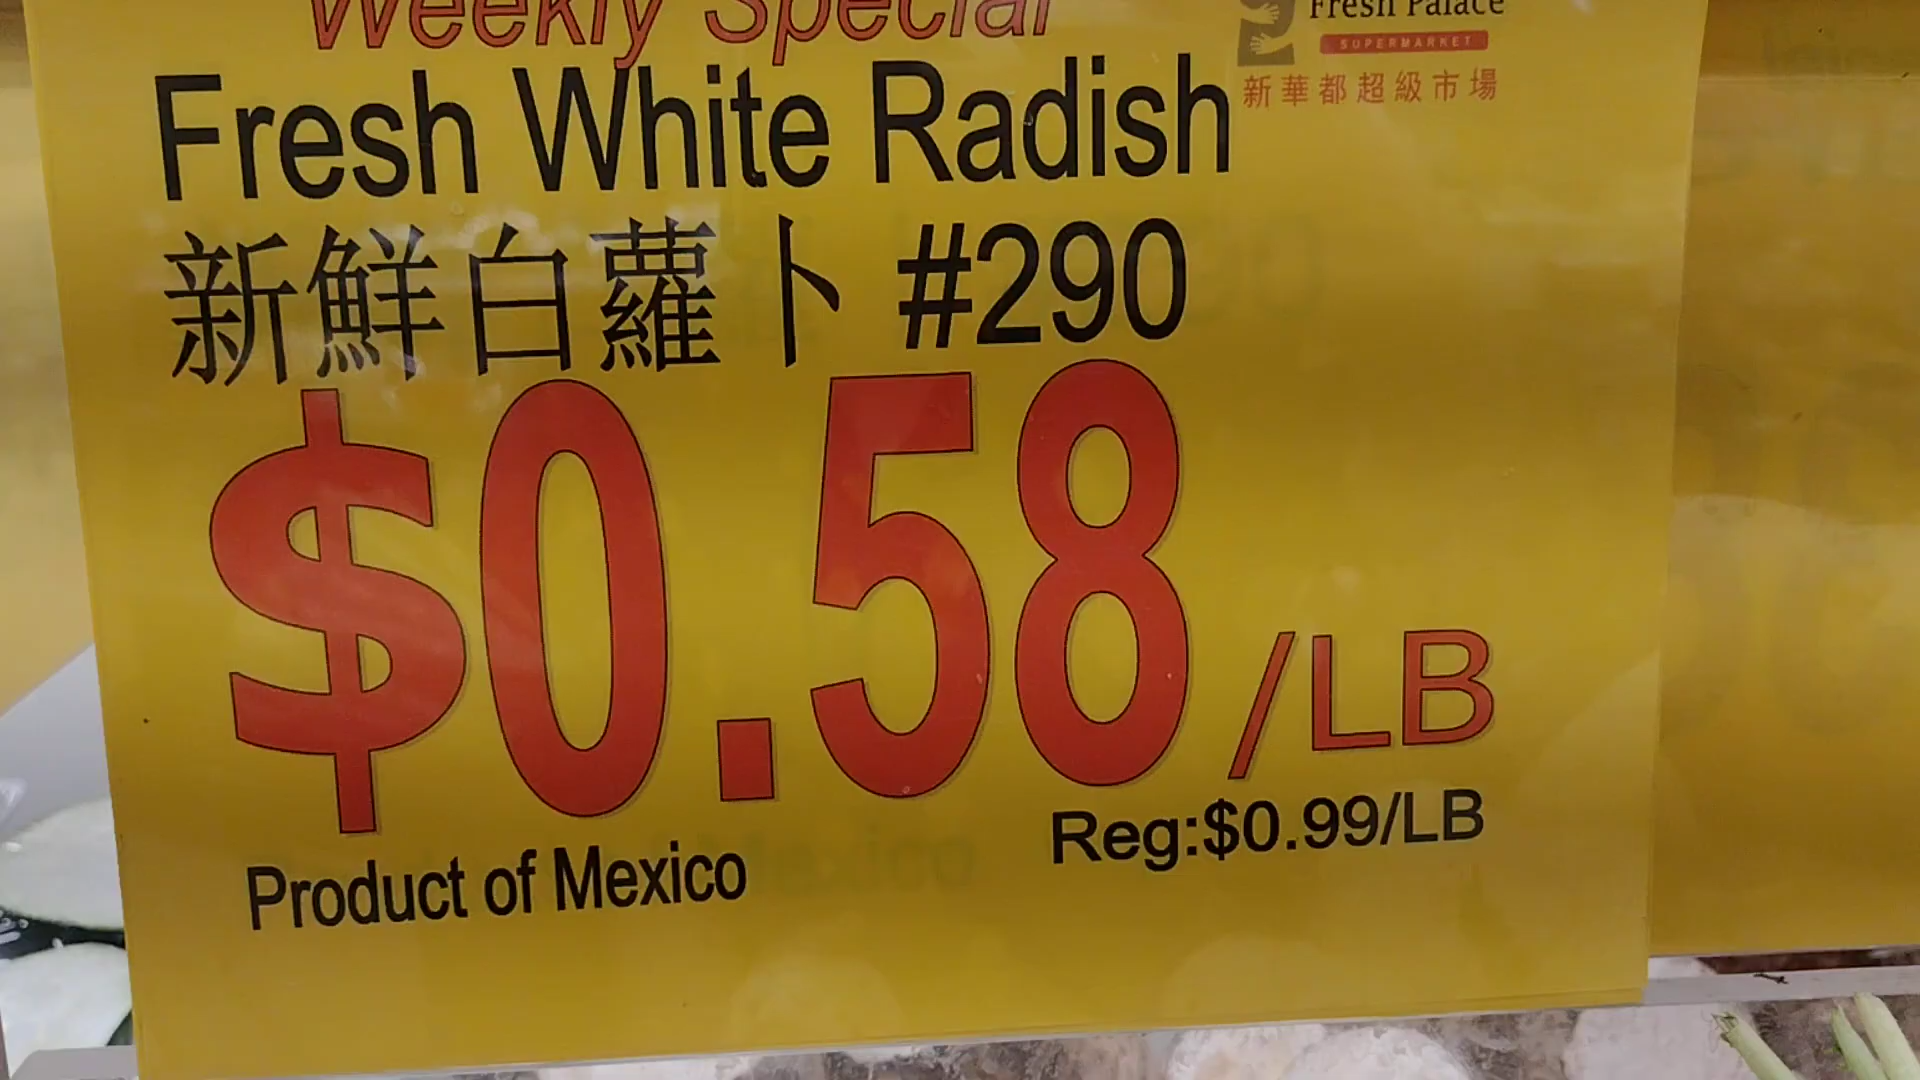 Weekly Special
Fresh Palace
SUPERMARKET
新華都超級市場
Fresh White Radish
新鮮白蘿卜 #290
$0.58/LB
Reg:$0.99/LB
Product of Mexico